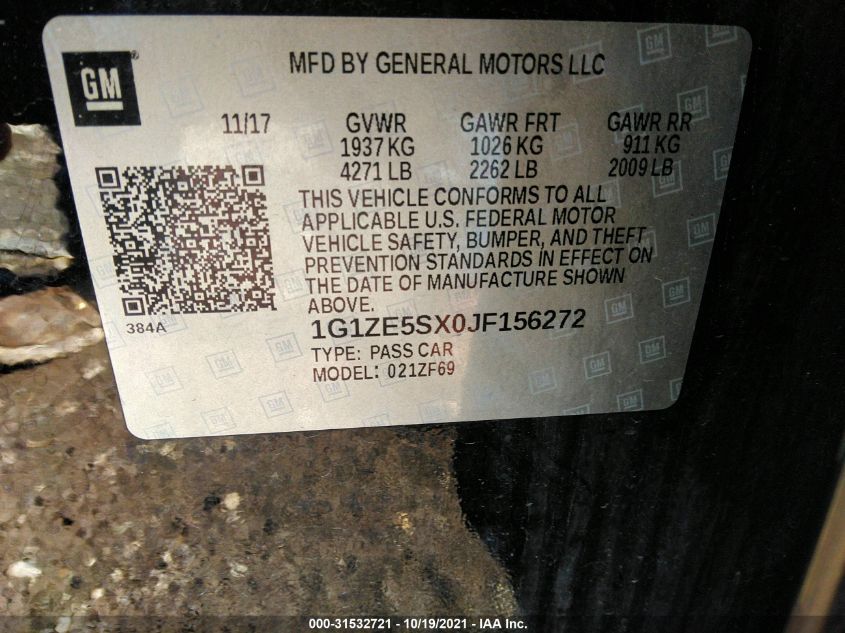 GM
MFD BY GENERAL MOTORS LLC
11/17 GVWR GAWR FRT GAWR RR
1937 KG 1026 KG 911 KG
4271 LB 2262 LB 2009 LB
THIS VEHICLE CONFORMS TO ALL
APPLICABLE U.S. FEDERAL MOTOR
VEHICLE SAFETY, BUMPER, AND THEFT
PREVENTION STANDARDS IN EFFECT ON
THE DATE OF MANUFACTURE SHOWN
ABOVE.
384A
1G1ZE5SX0JF156272
TYPE: PASS CAR
MODEL: 021ZF69
000-31532721 - 10/19/2021 - IAA Inc.